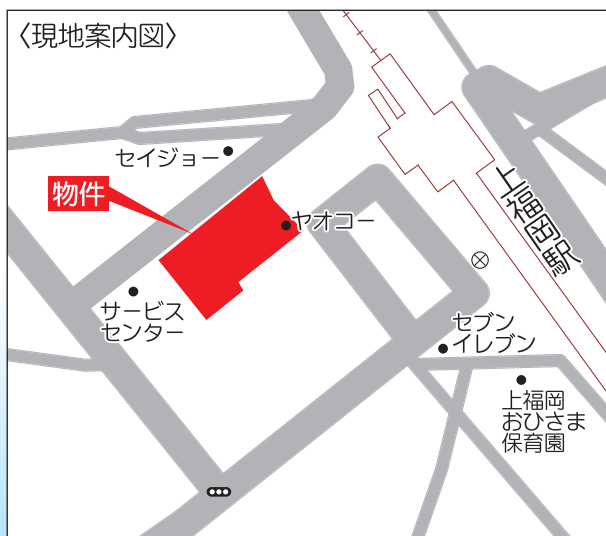 〈現地案内図〉
セイジョー
物件
ヤオコー
上福岡駅
サービス
センター
セブン
イレブン
上福岡
おひさま
保育園